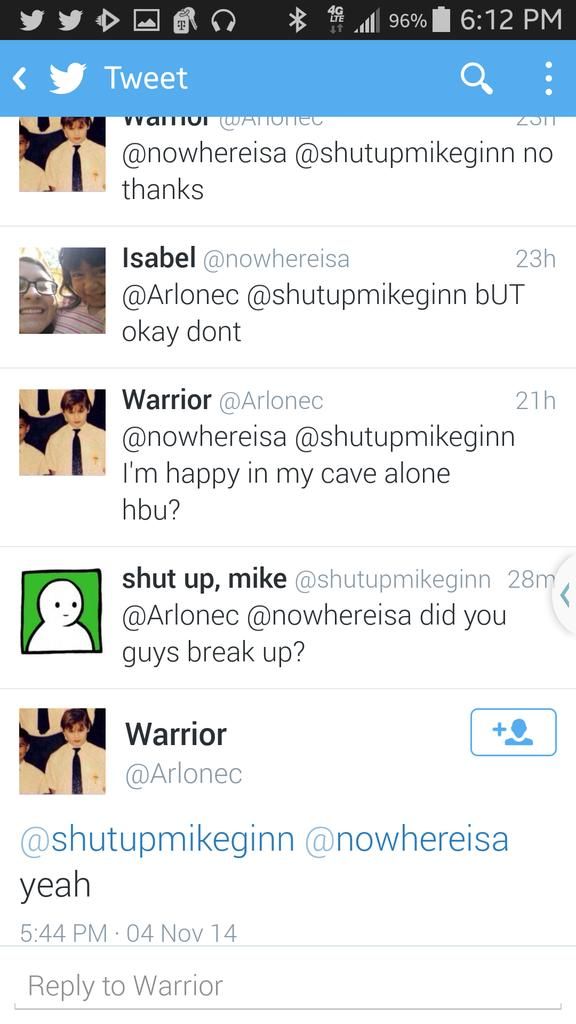 4G
LTE
96%
6:12 PM
Tweet
Warrior @Arlonec 23h
@nowhereisa @shutupmikeginn no
thanks
Isabel @nowhereisa 23h
@Arlonec @shutupmikeginn bUT
okay dont
Warrior @Arlonec 21h
@nowhereisa @shutupmikeginn
I'm happy in my cave alone
hbu?
shut up, mike @shutupmikeginn 28m
@Arlonec @nowhereisa did you
guys break up?
Warrior
@Arlonec
@shutupmikeginn @nowhereisa
yeah
5:44 PM · 04 Nov 14
Reply to Warrior